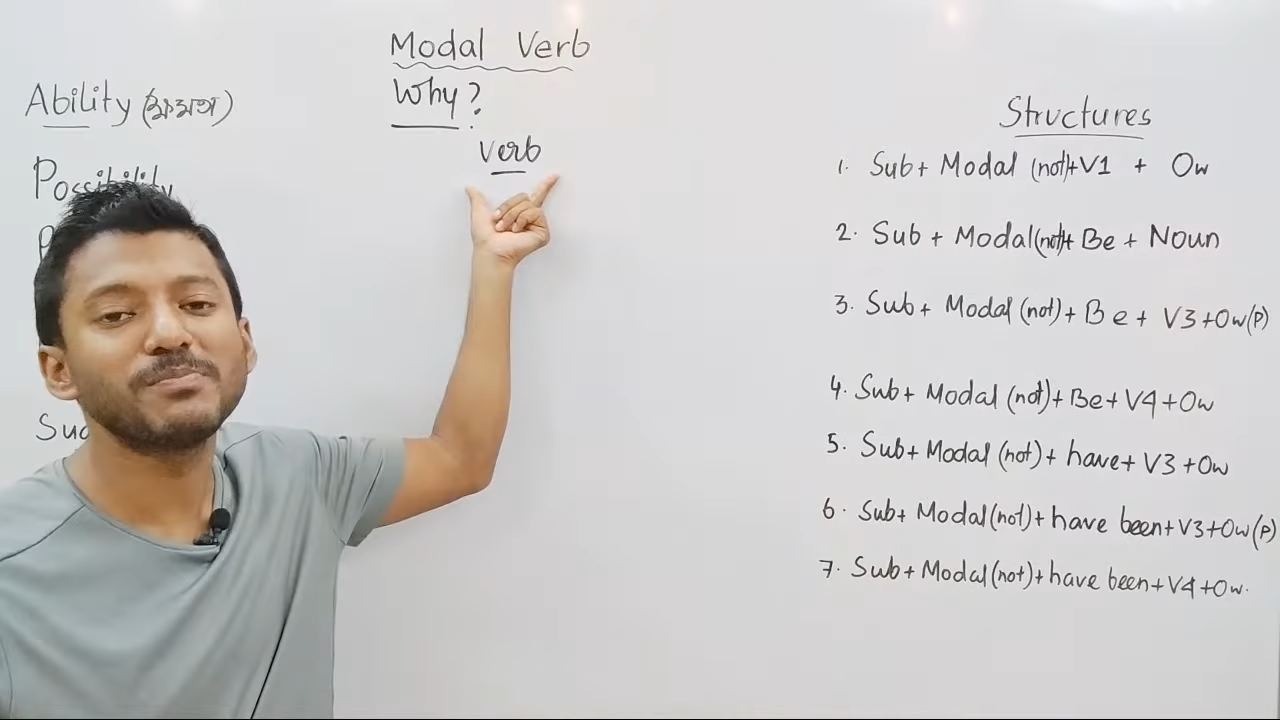 Modal Verb
Why?
Verb
Ability (ক্ষমতা)
Possibility
Structures
1. Sub + Modal (not)+V1 + Ow
2. Sub + Modal(not)+ Be + Noun
3. Sub + Modal (not) + Be + V3+Ow(P)
4. Sub + Modal (not)+Be+V4+Ow
5. Sub+Modal (not)+ have+ V3 +Ow
6. Sub+ Modal(not)+have been+V3+Ow(P)
7. Sub+Modal(not)+have been+V4+Ow.